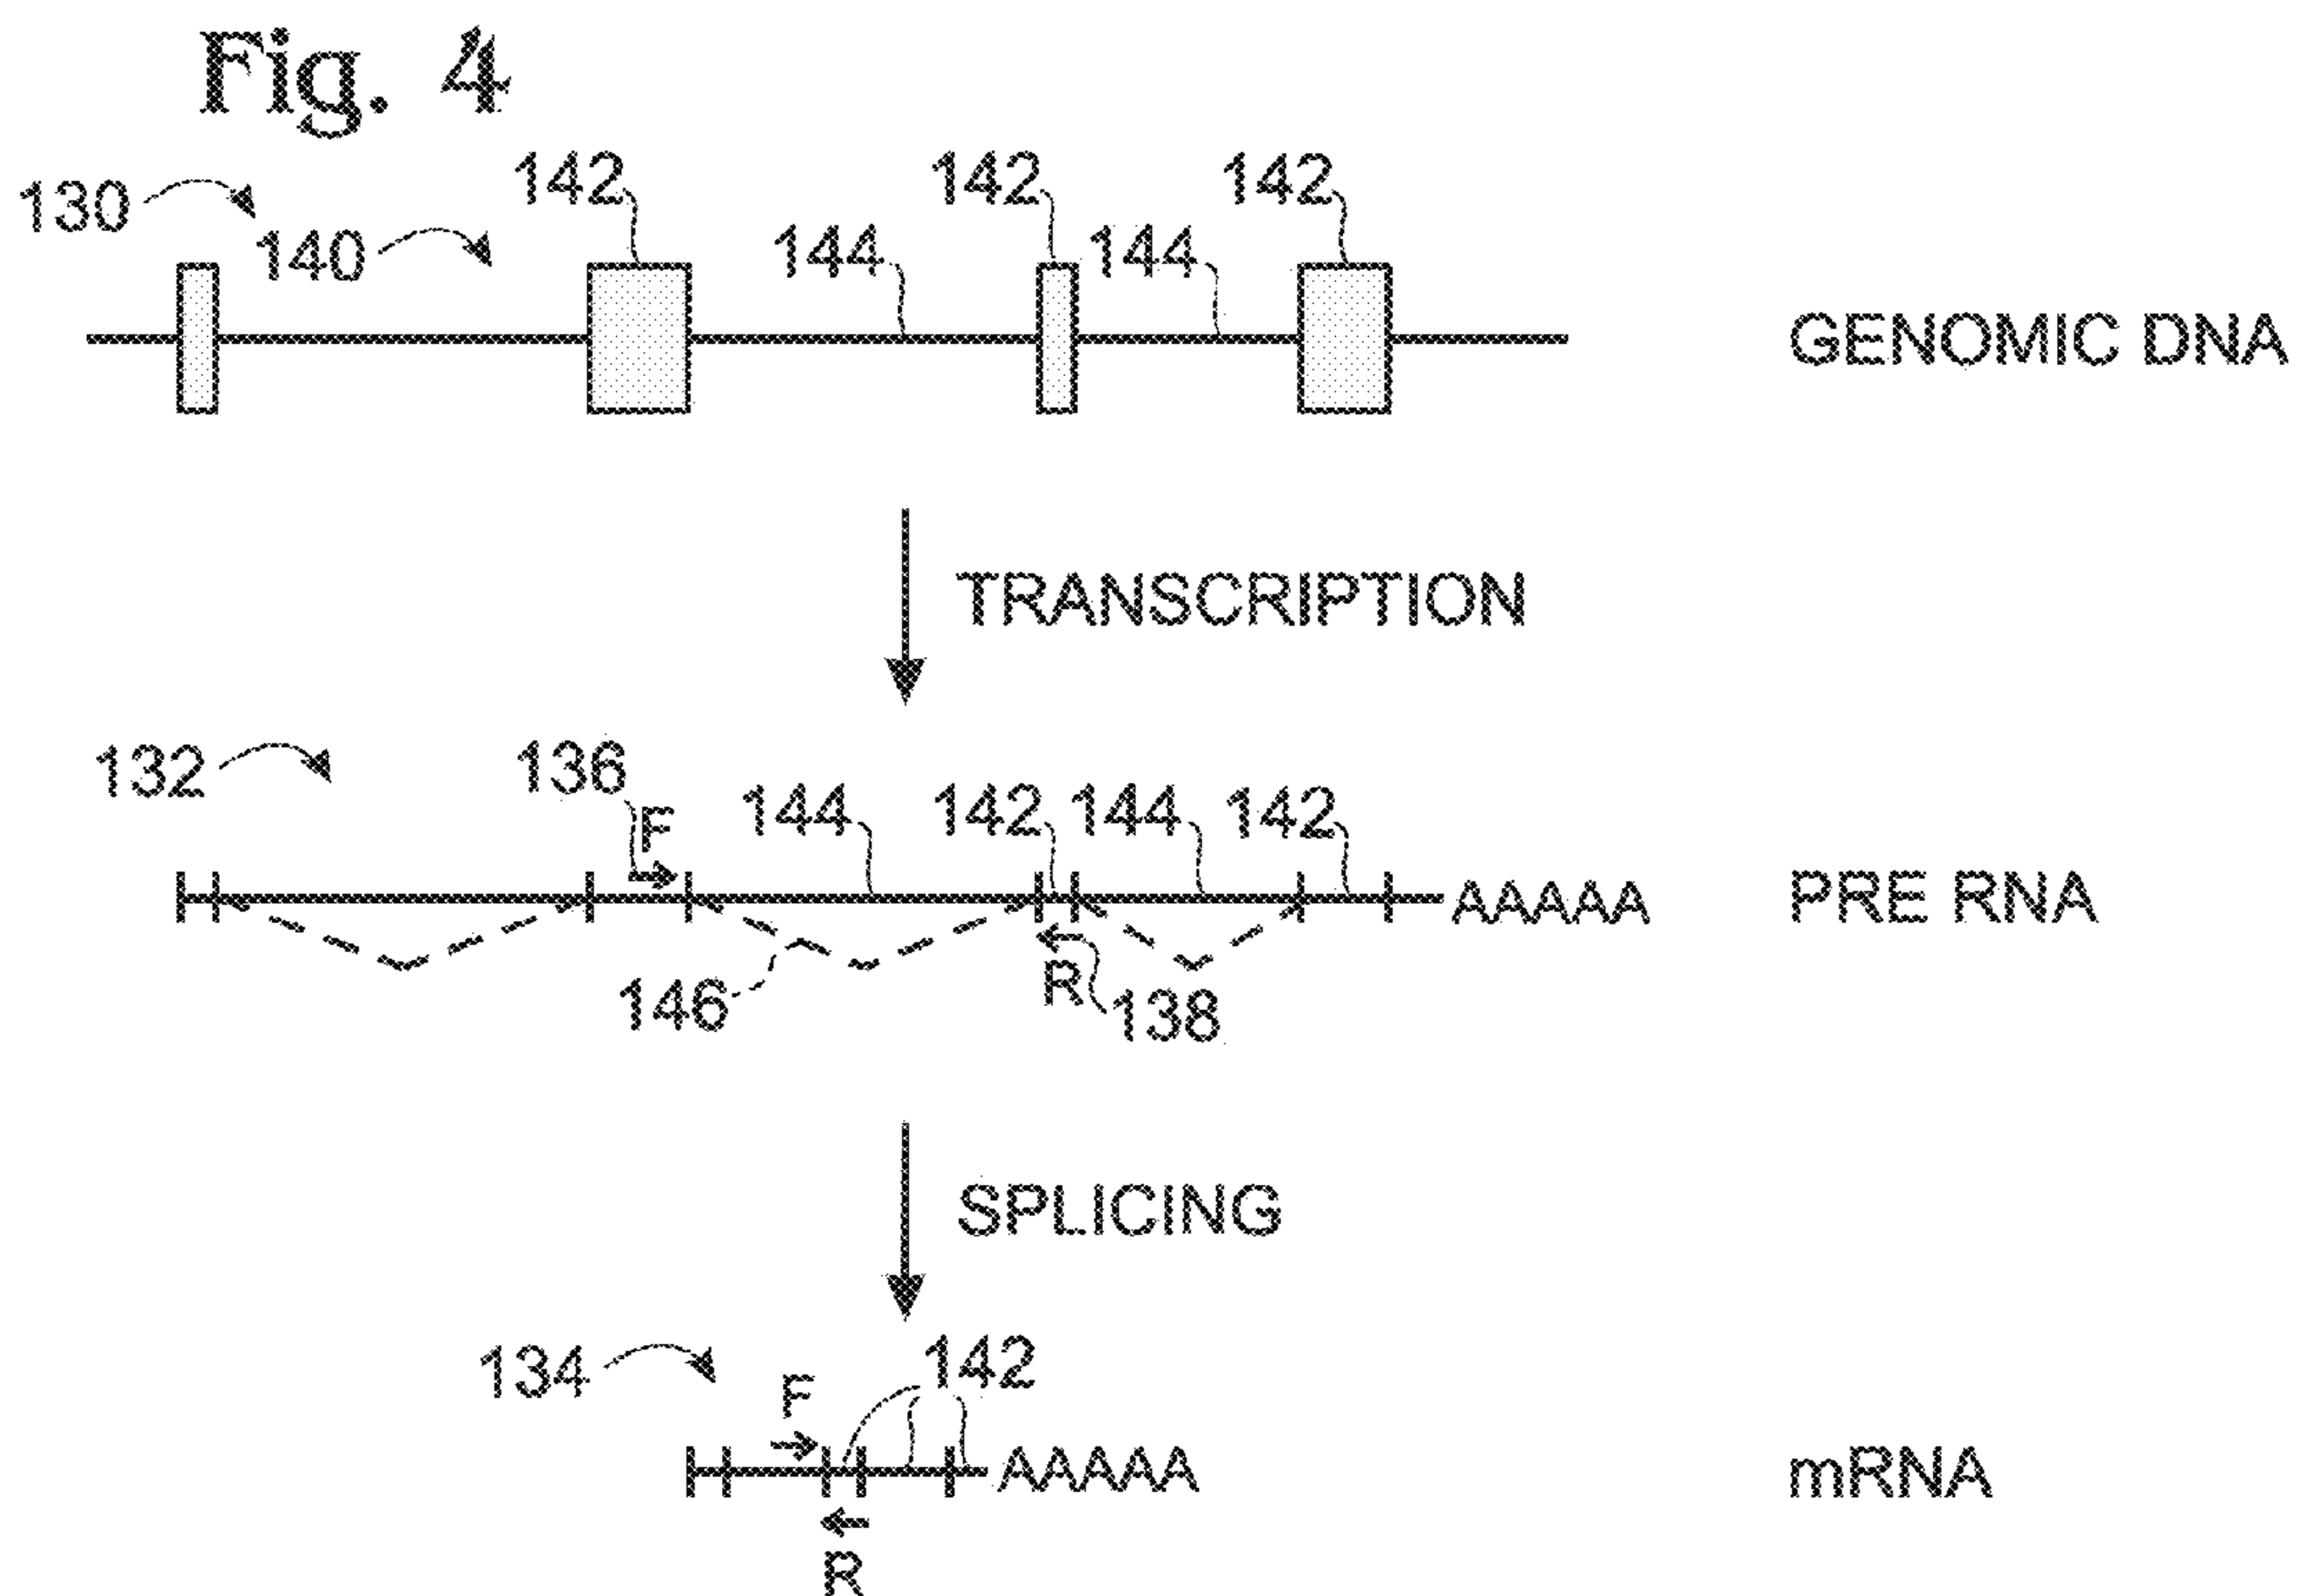 Fig. 4
130 140 142 144 142 144 142
GENOMIC DNA
TRANSCRIPTION
132 136 F 144 142 144 142
AAAAA PRE RNA
146 R 138
SPLICING
134 F 142
AAAAA mRNA
R